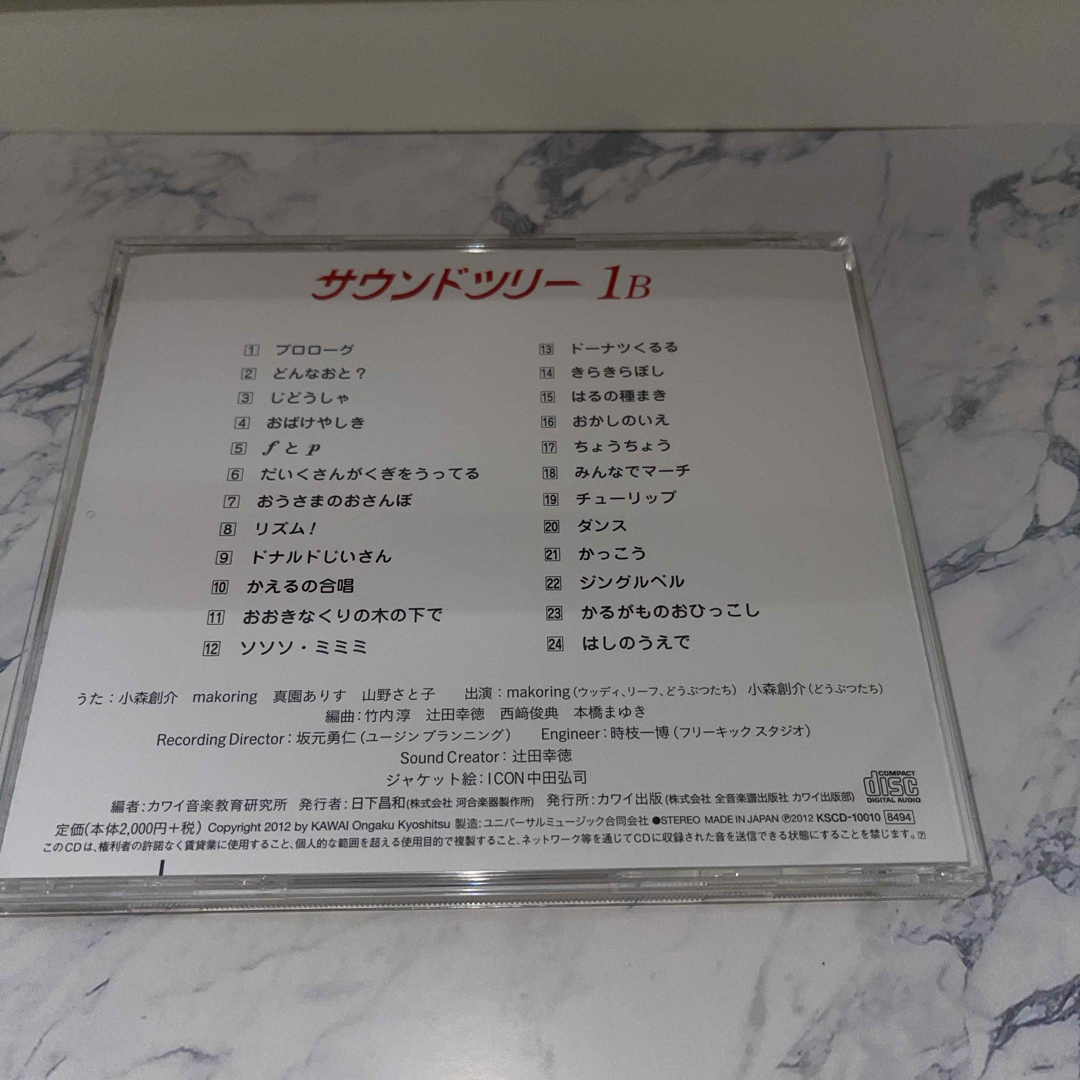 サウンドツリー 1B
1 プロローグ
2 どんなおと？
3 じどうしゃ
4 おばけやしき
5 fとp
6 だいくさんがくぎをうってる
7 おうさまのおさんぽ
8 リズム！
9 ドナルドじいさん
10 かえるの合唱
11 おおきなくりの木の下で
12 ソソソ・ミミミ
13 ドーナツくるる
14 きらきらぼし
15 はるの種まき
16 おかしのいえ
17 ちょうちょう
18 みんなでマーチ
19 チューリップ
20 ダンス
21 かっこう
22 ジングルベル
23 かるがものおひっこし
24 はしのうえで
うた：小森創介 makoring 真園ありす 山野さと子 出演：makoring（ウッディ、リーフ、どうぶつたち） 小森創介（どうぶつたち）
編曲：竹内淳 辻田幸徳 西﨑俊典 本橋まゆき
Recording Director：坂元勇仁（ユージンプランニング） Engineer：時枝一博（フリーキックスタジオ）
Sound Creator：辻田幸徳
ジャケット絵：ICON中田弘司
COMPACT
disc
DIGITAL AUDIO
編者：カワイ音楽教育研究所 発行者：日下昌和（株式会社 河合楽器製作所） 発行所：カワイ出版（株式会社 全音楽譜出版社 カワイ出版部）
定価（本体2,000円＋税） Copyright 2012 by KAWAI Ongaku Kyoshitsu 製造：ユニバーサルミュージック合同会社 ●STEREO MADE IN JAPAN ℗2012 KSCD-10010 8494
このCDは、権利者の許諾なく賃貸業に使用すること、個人的な範囲を超える使用目的で複製すること、ネットワーク等を通じてCDに収録された音を送信できる状態にすることを禁じます。